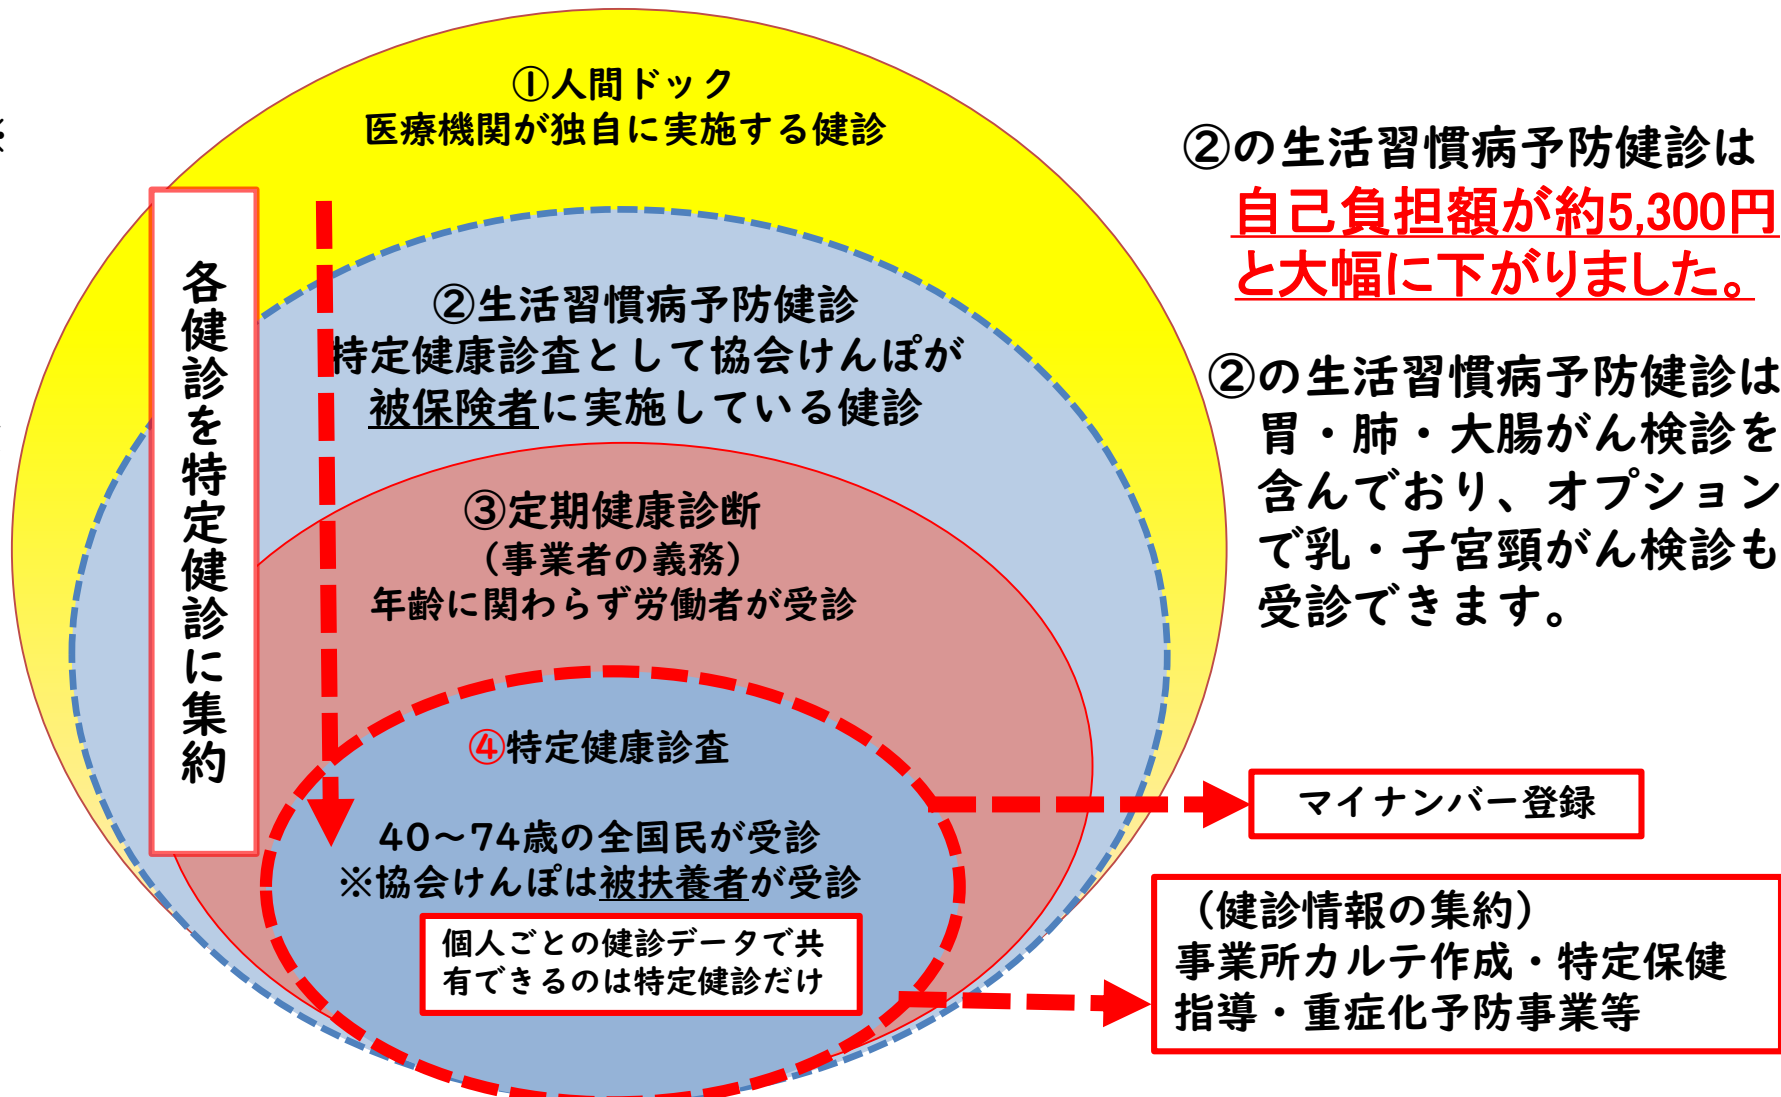 ①人間ドック
医療機関が独自に実施する健診
各健診を特定健診に集約
②生活習慣病予防健診
特定健康診査として協会けんぽが
被保険者に実施している健診
③定期健康診断
（事業者の義務）
年齢に関わらず労働者が受診
④特定健康診査
40～74歳の全国民が受診
※協会けんぽは被扶養者が受診
個人ごとの健診データで共
有できるのは特定健診だけ
②の生活習慣病予防健診は
自己負担額が約5,300円
と大幅に下がりました。
②の生活習慣病予防健診は
胃・肺・大腸がん検診を
含んでおり、オプション
で乳・子宮頸がん検診も
受診できます。
マイナンバー登録
（健診情報の集約）
事業所カルテ作成・特定保健
指導・重症化予防事業等